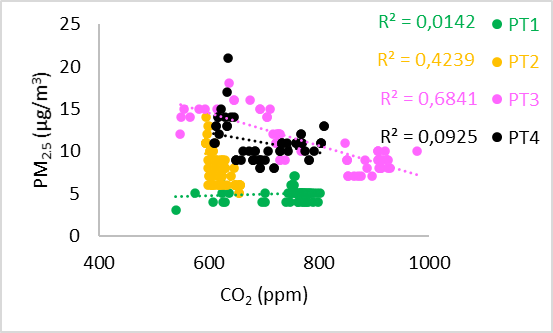 25
20
15
10
5
0
PM2.5 (µg/m³)
400 600 800 1000
CO2 (ppm)
R² = 0,0142 PT1
R² = 0,4239 PT2
R² = 0,6841 PT3
R² = 0,0925 PT4